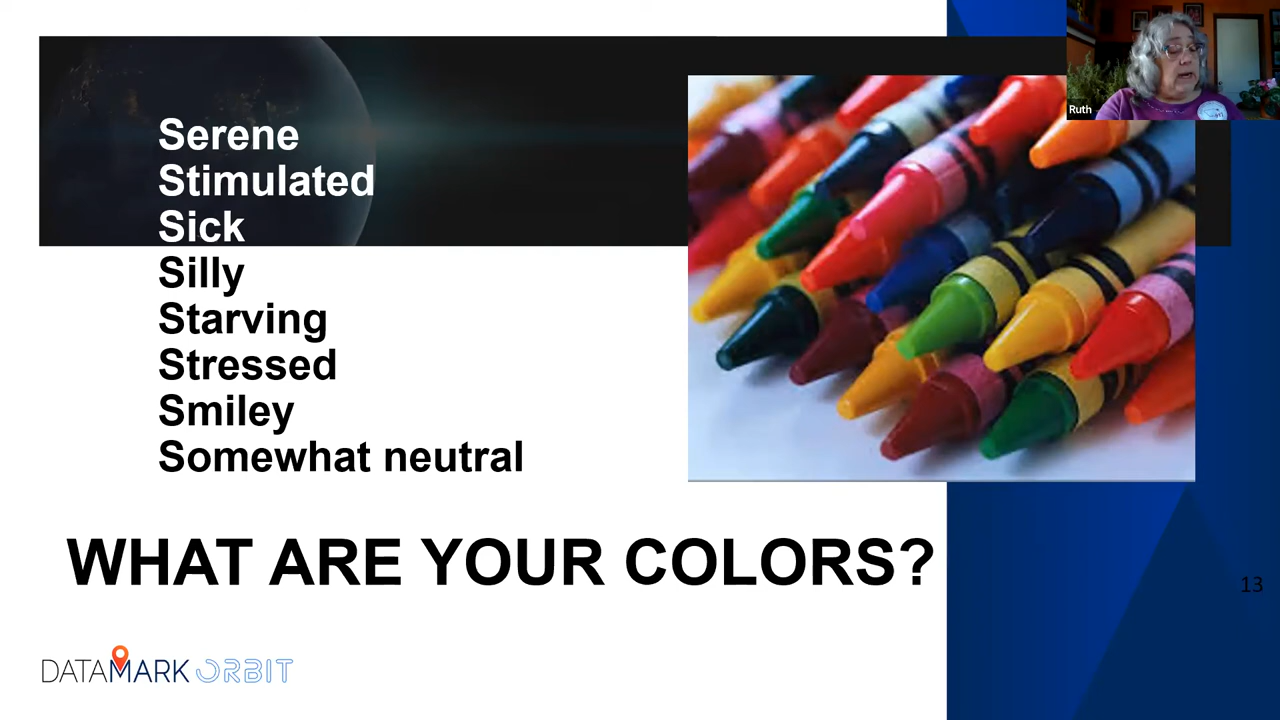 Serene
Stimulated
Sick
Silly
Starving
Stressed
Smiley
Somewhat neutral
WHAT ARE YOUR COLORS?
Ruth
13
DATAMARK ORBIT